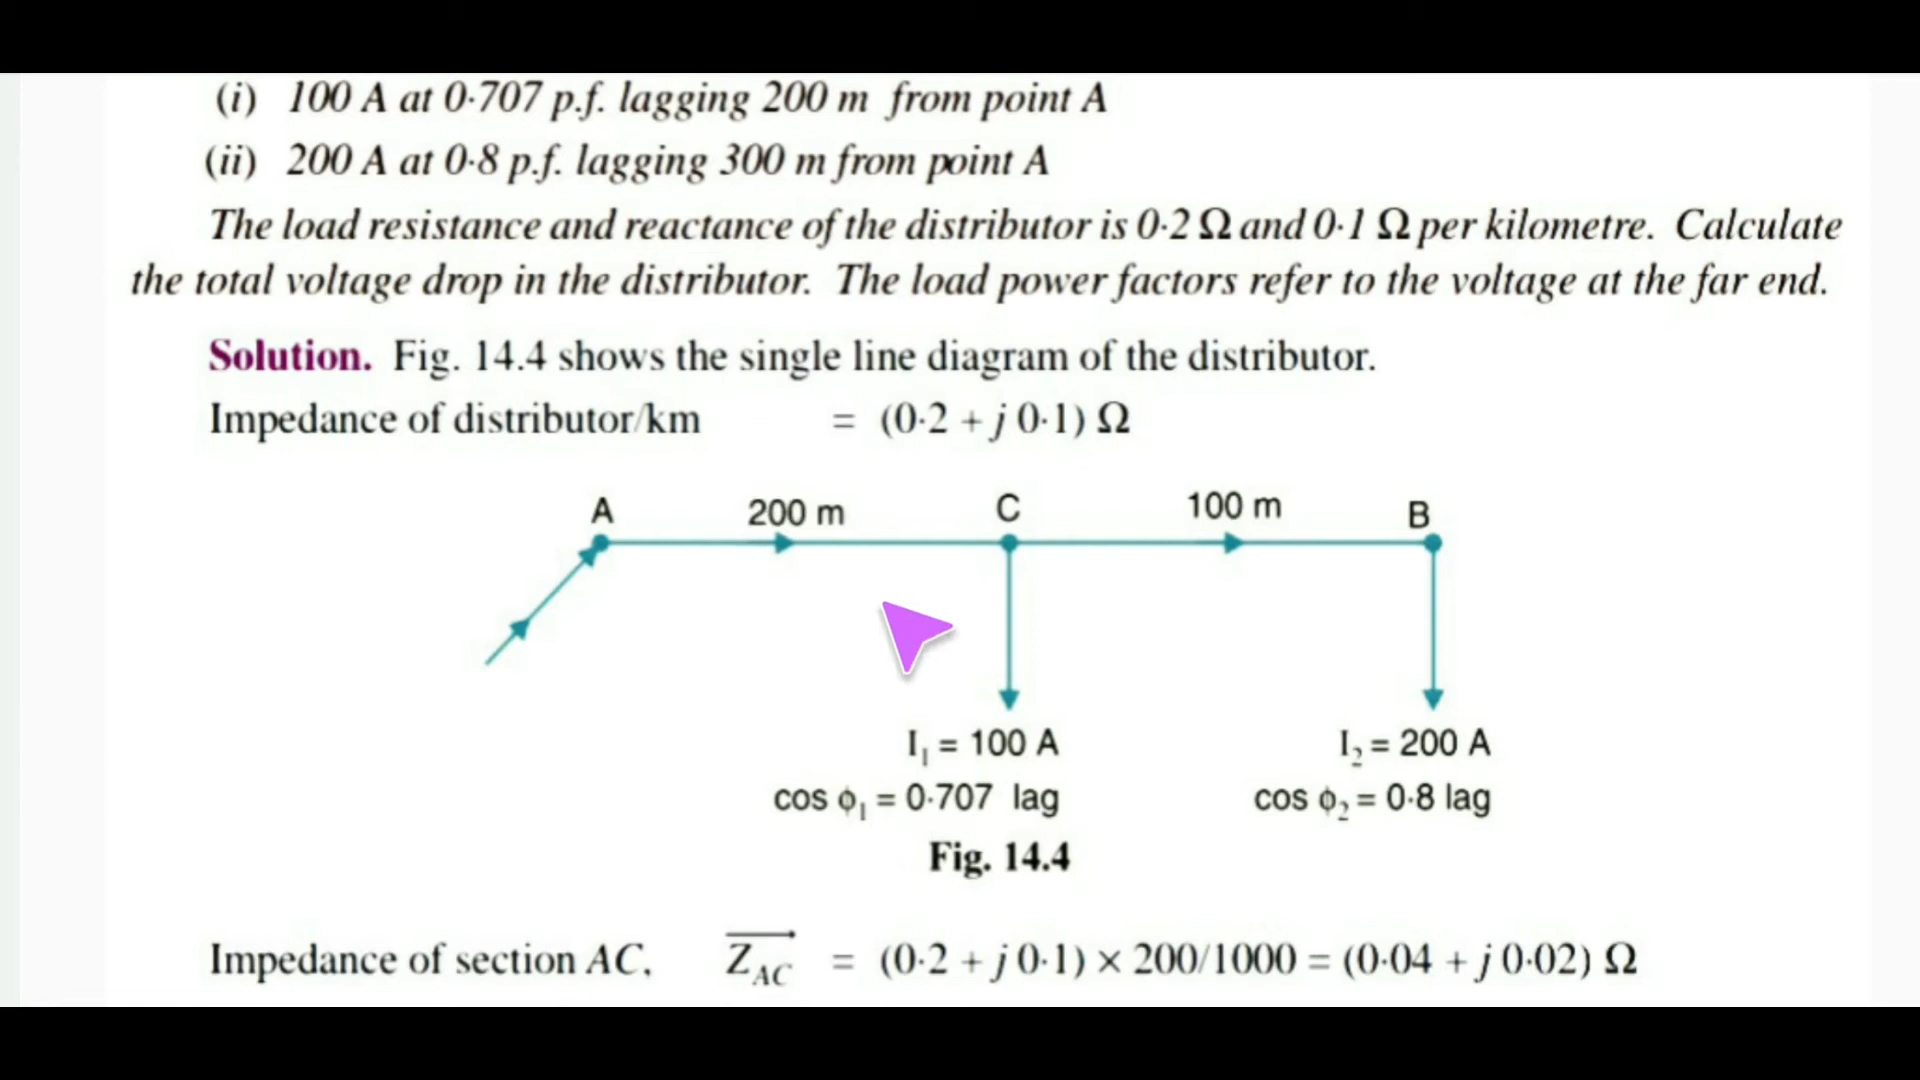 (i) 100 A at 0·707 p.f. lagging 200 m from point A
(ii) 200 A at 0·8 p.f. lagging 300 m from point A
The load resistance and reactance of the distributor is 0·2 Ω and 0·1 Ω per kilometre. Calculate
the total voltage drop in the distributor. The load power factors refer to the voltage at the far end.
Solution. Fig. 14.4 shows the single line diagram of the distributor.
Impedance of distributor/km = (0·2 + j 0·1) Ω
A 200 m C 100 m B
I₁ = 100 A I₂ = 200 A
cos ϕ₁ = 0·707 lag cos ϕ₂ = 0·8 lag
Fig. 14.4
Impedance of section AC, Z⃗_AC = (0·2 + j 0·1) × 200/1000 = (0·04 + j 0·02) Ω